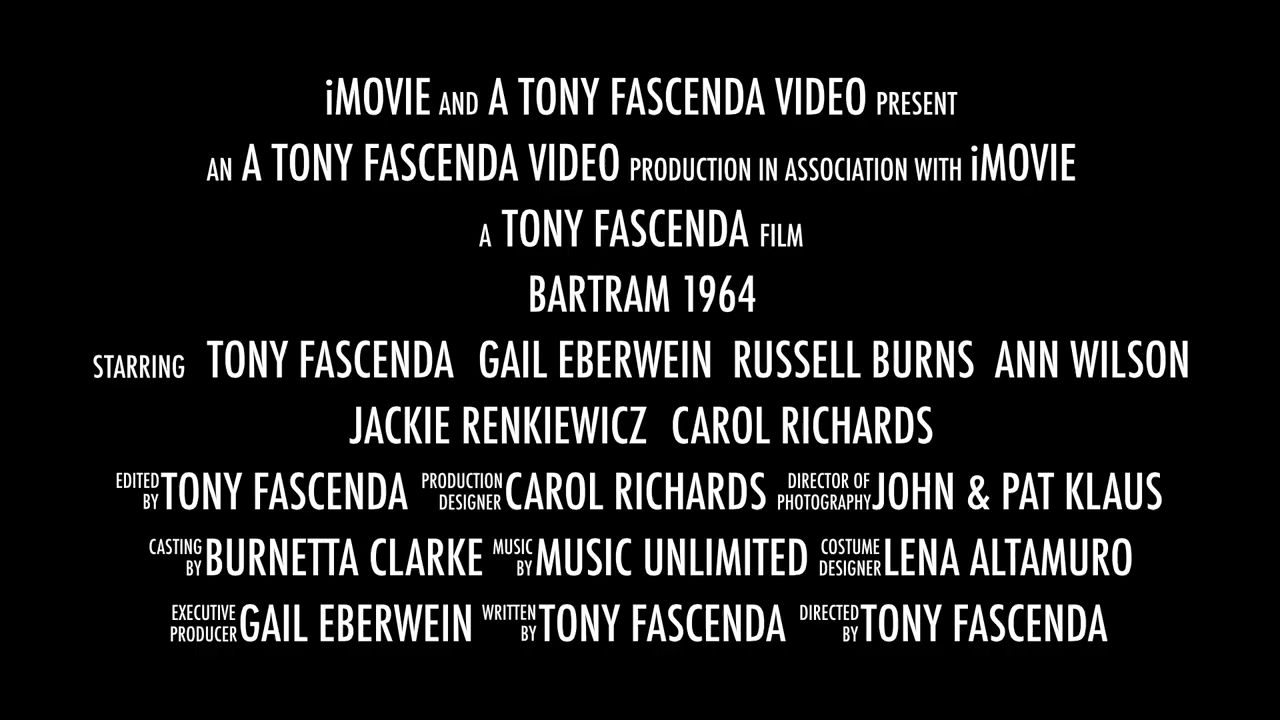 iMOVIE AND A TONY FASCENDA VIDEO PRESENT
AN A TONY FASCENDA VIDEO PRODUCTION IN ASSOCIATION WITH iMOVIE
A TONY FASCENDA FILM
BARTRAM 1964
STARRING TONY FASCENDA GAIL EBERWEIN RUSSELL BURNS ANN WILSON
JACKIE RENKIEWICZ CAROL RICHARDS
EDITED BY TONY FASCENDA PRODUCTION DESIGNER CAROL RICHARDS DIRECTOR OF PHOTOGRAPHY JOHN & PAT KLAUS
CASTING BY BURNETTA CLARKE MUSIC BY MUSIC UNLIMITED COSTUME DESIGNER LENA ALTAMURO
EXECUTIVE PRODUCER GAIL EBERWEIN WRITTEN BY TONY FASCENDA DIRECTED BY TONY FASCENDA